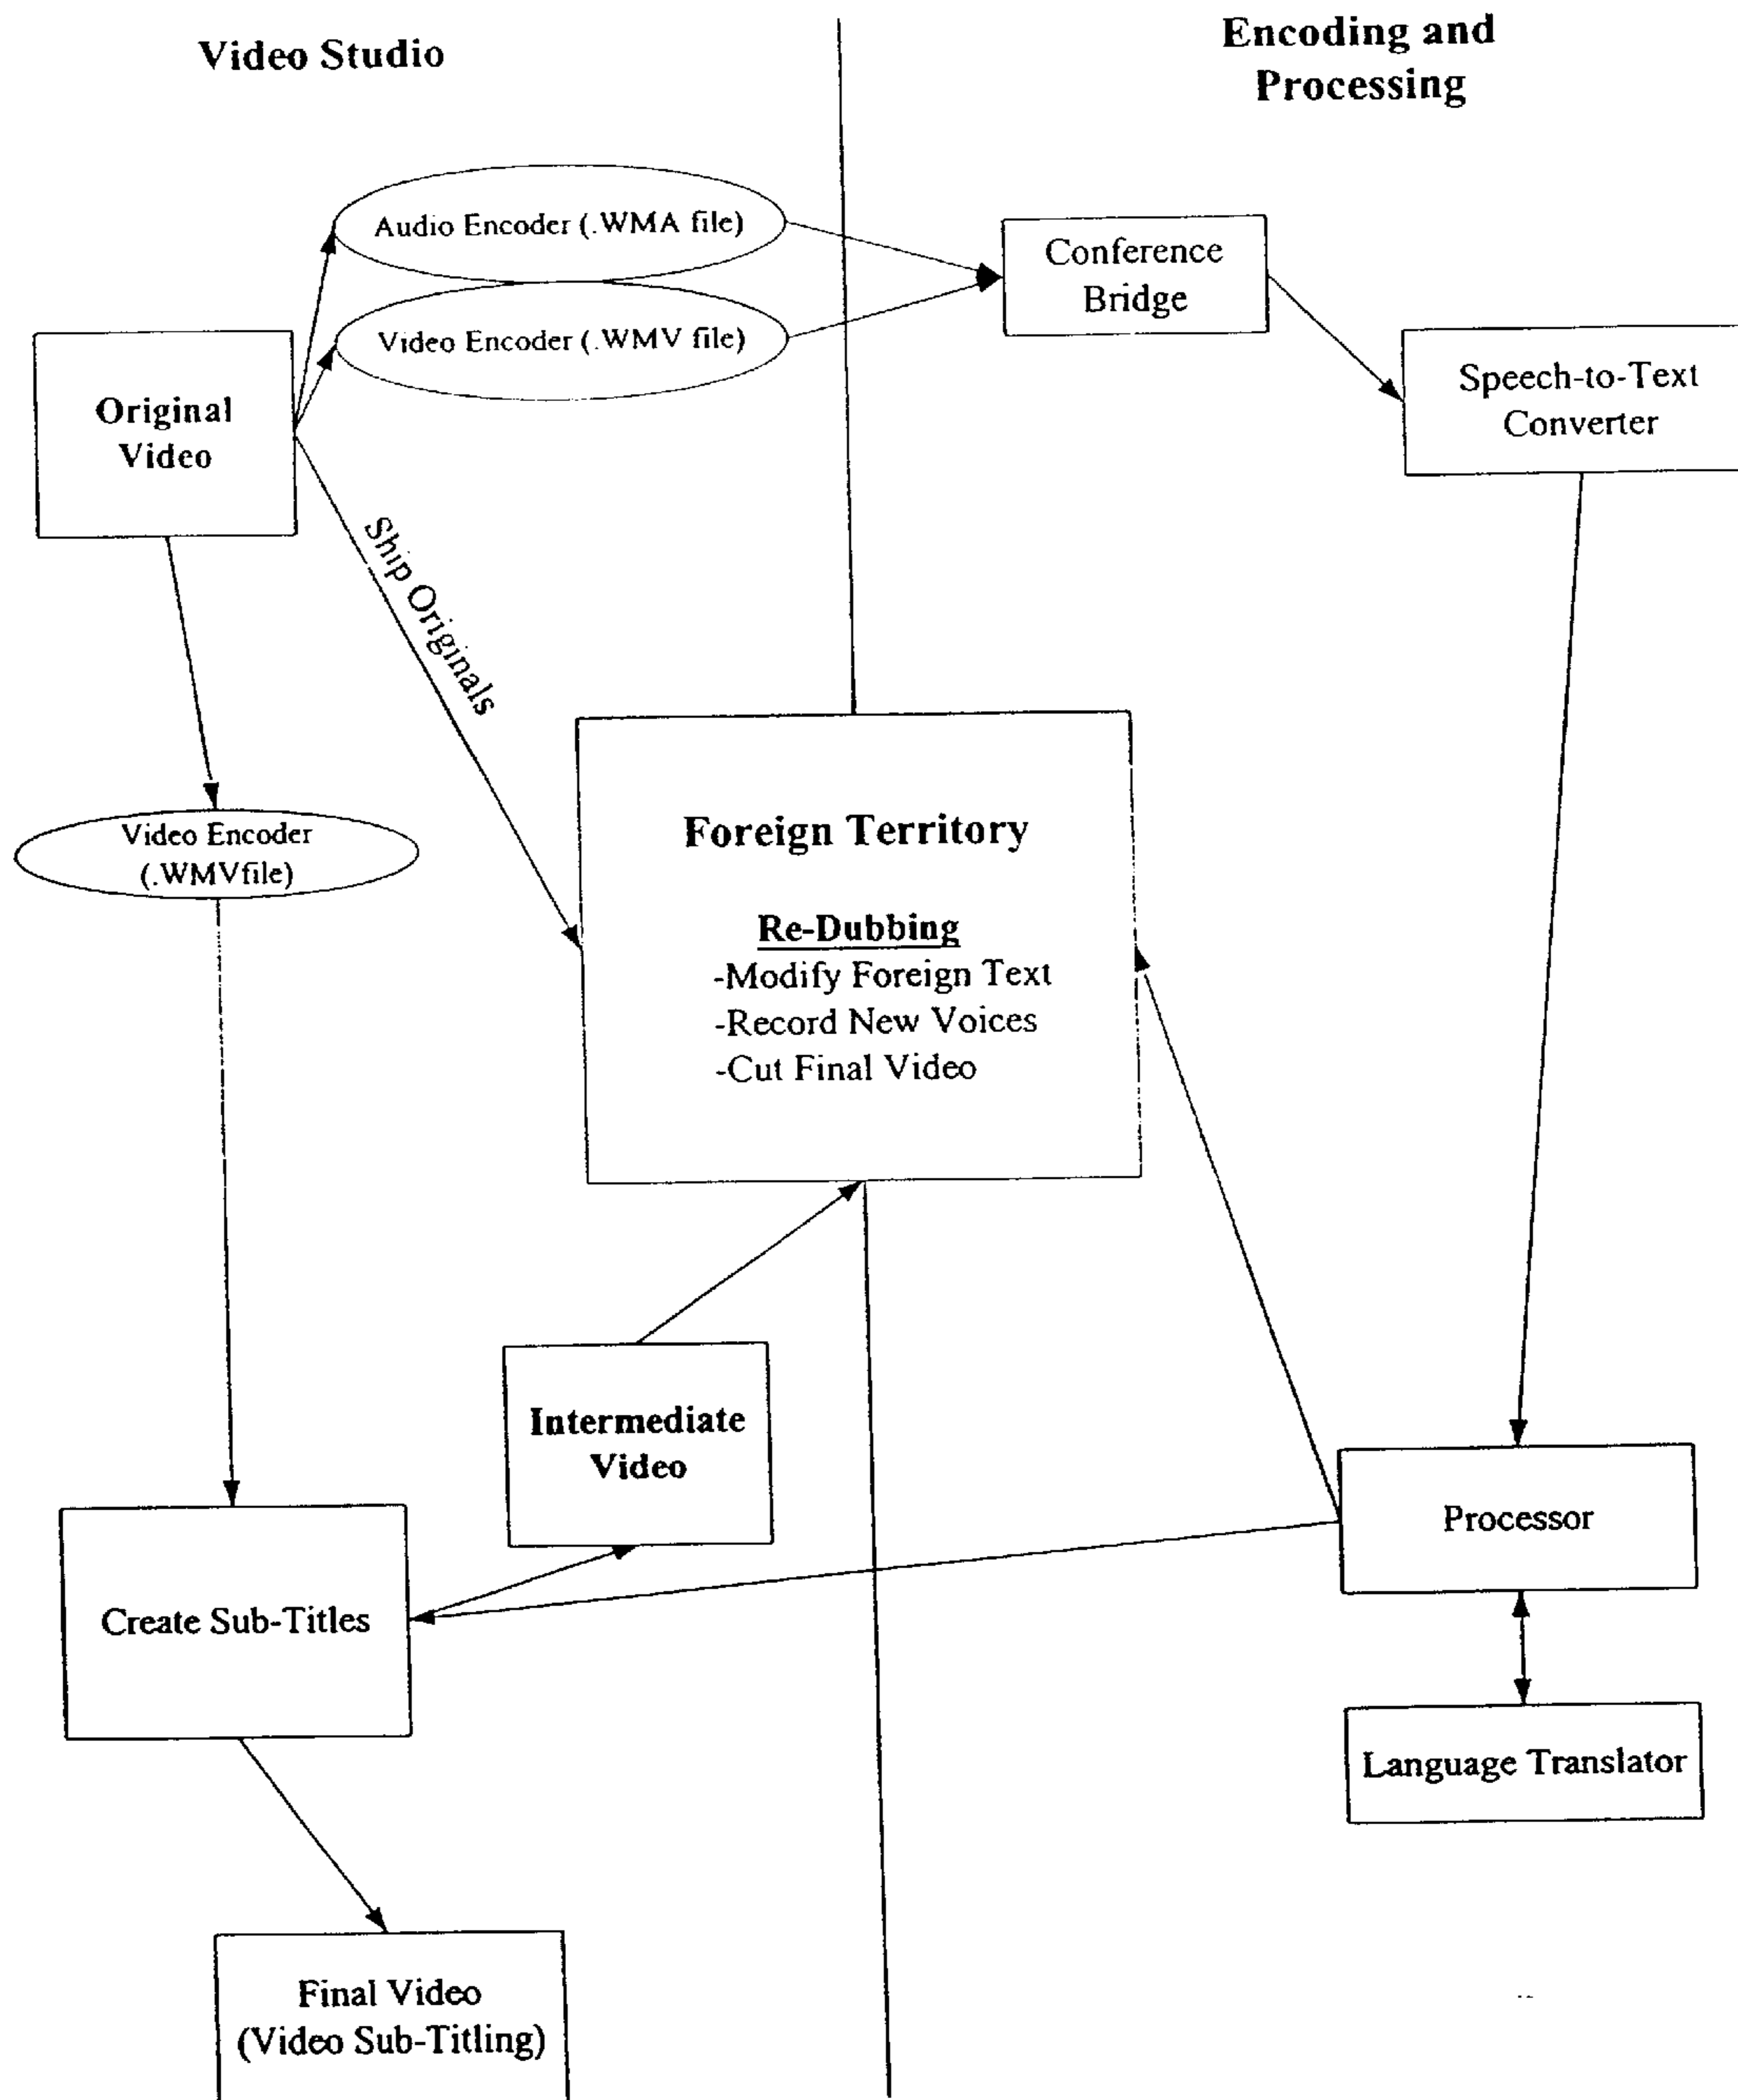 Video Studio
Encoding and
Processing
Audio Encoder (.WMA file)
Video Encoder (.WMV file)
Conference
Bridge
Speech-to-Text
Converter
Original
Video
Ship Originals
Video Encoder
(.WMVfile)
Foreign Territory
Re-Dubbing
-Modify Foreign Text
-Record New Voices
-Cut Final Video
Intermediate
Video
Processor
Create Sub-Titles
Language Translator
Final Video
(Video Sub-Titling)